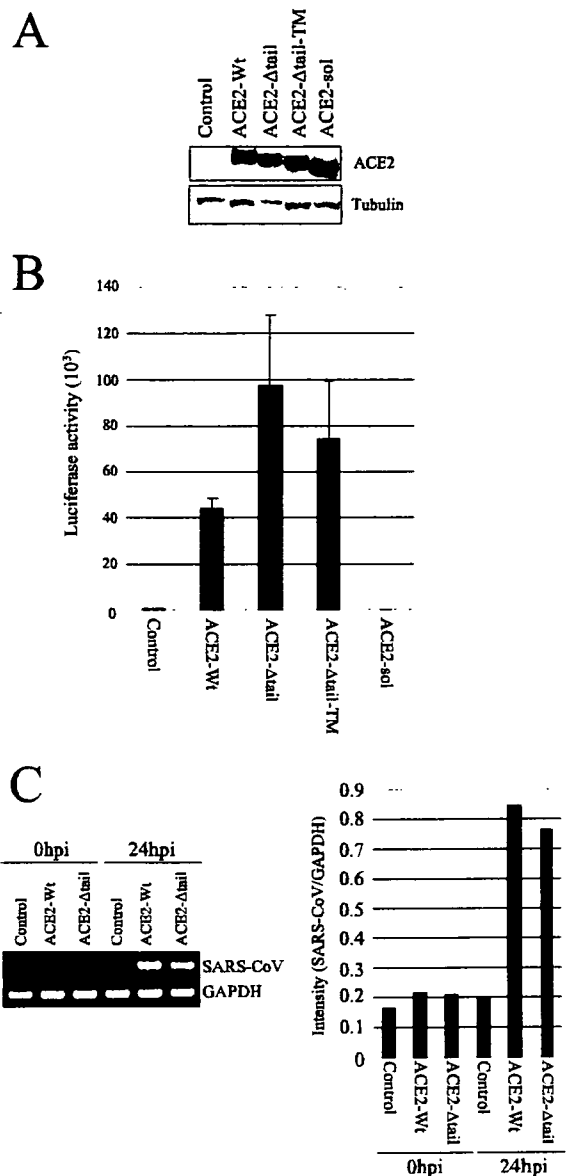 A
Control
ACE2-Wt
ACE2-Δtail
ACE2-Δtail-TM
ACE2-sol
ACE2
Tubulin
B
Luciferase activity (10³)
140
120
100
80
60
40
20
0
Control
ACE2-Wt
ACE2-Δtail
ACE2-Δtail-TM
ACE2-sol
C
0hpi
24hpi
Control
ACE2-Wt
ACE2-Δtail
Control
ACE2-Wt
ACE2-Δtail
SARS-CoV
GAPDH
Intensity (SARS-CoV/GAPDH)
0.9
0.8
0.7
0.6
0.5
0.4
0.3
0.2
0.1
0
Control
ACE2-Wt
ACE2-Δtail
Control
ACE2-Wt
ACE2-Δtail
0hpi
24hpi